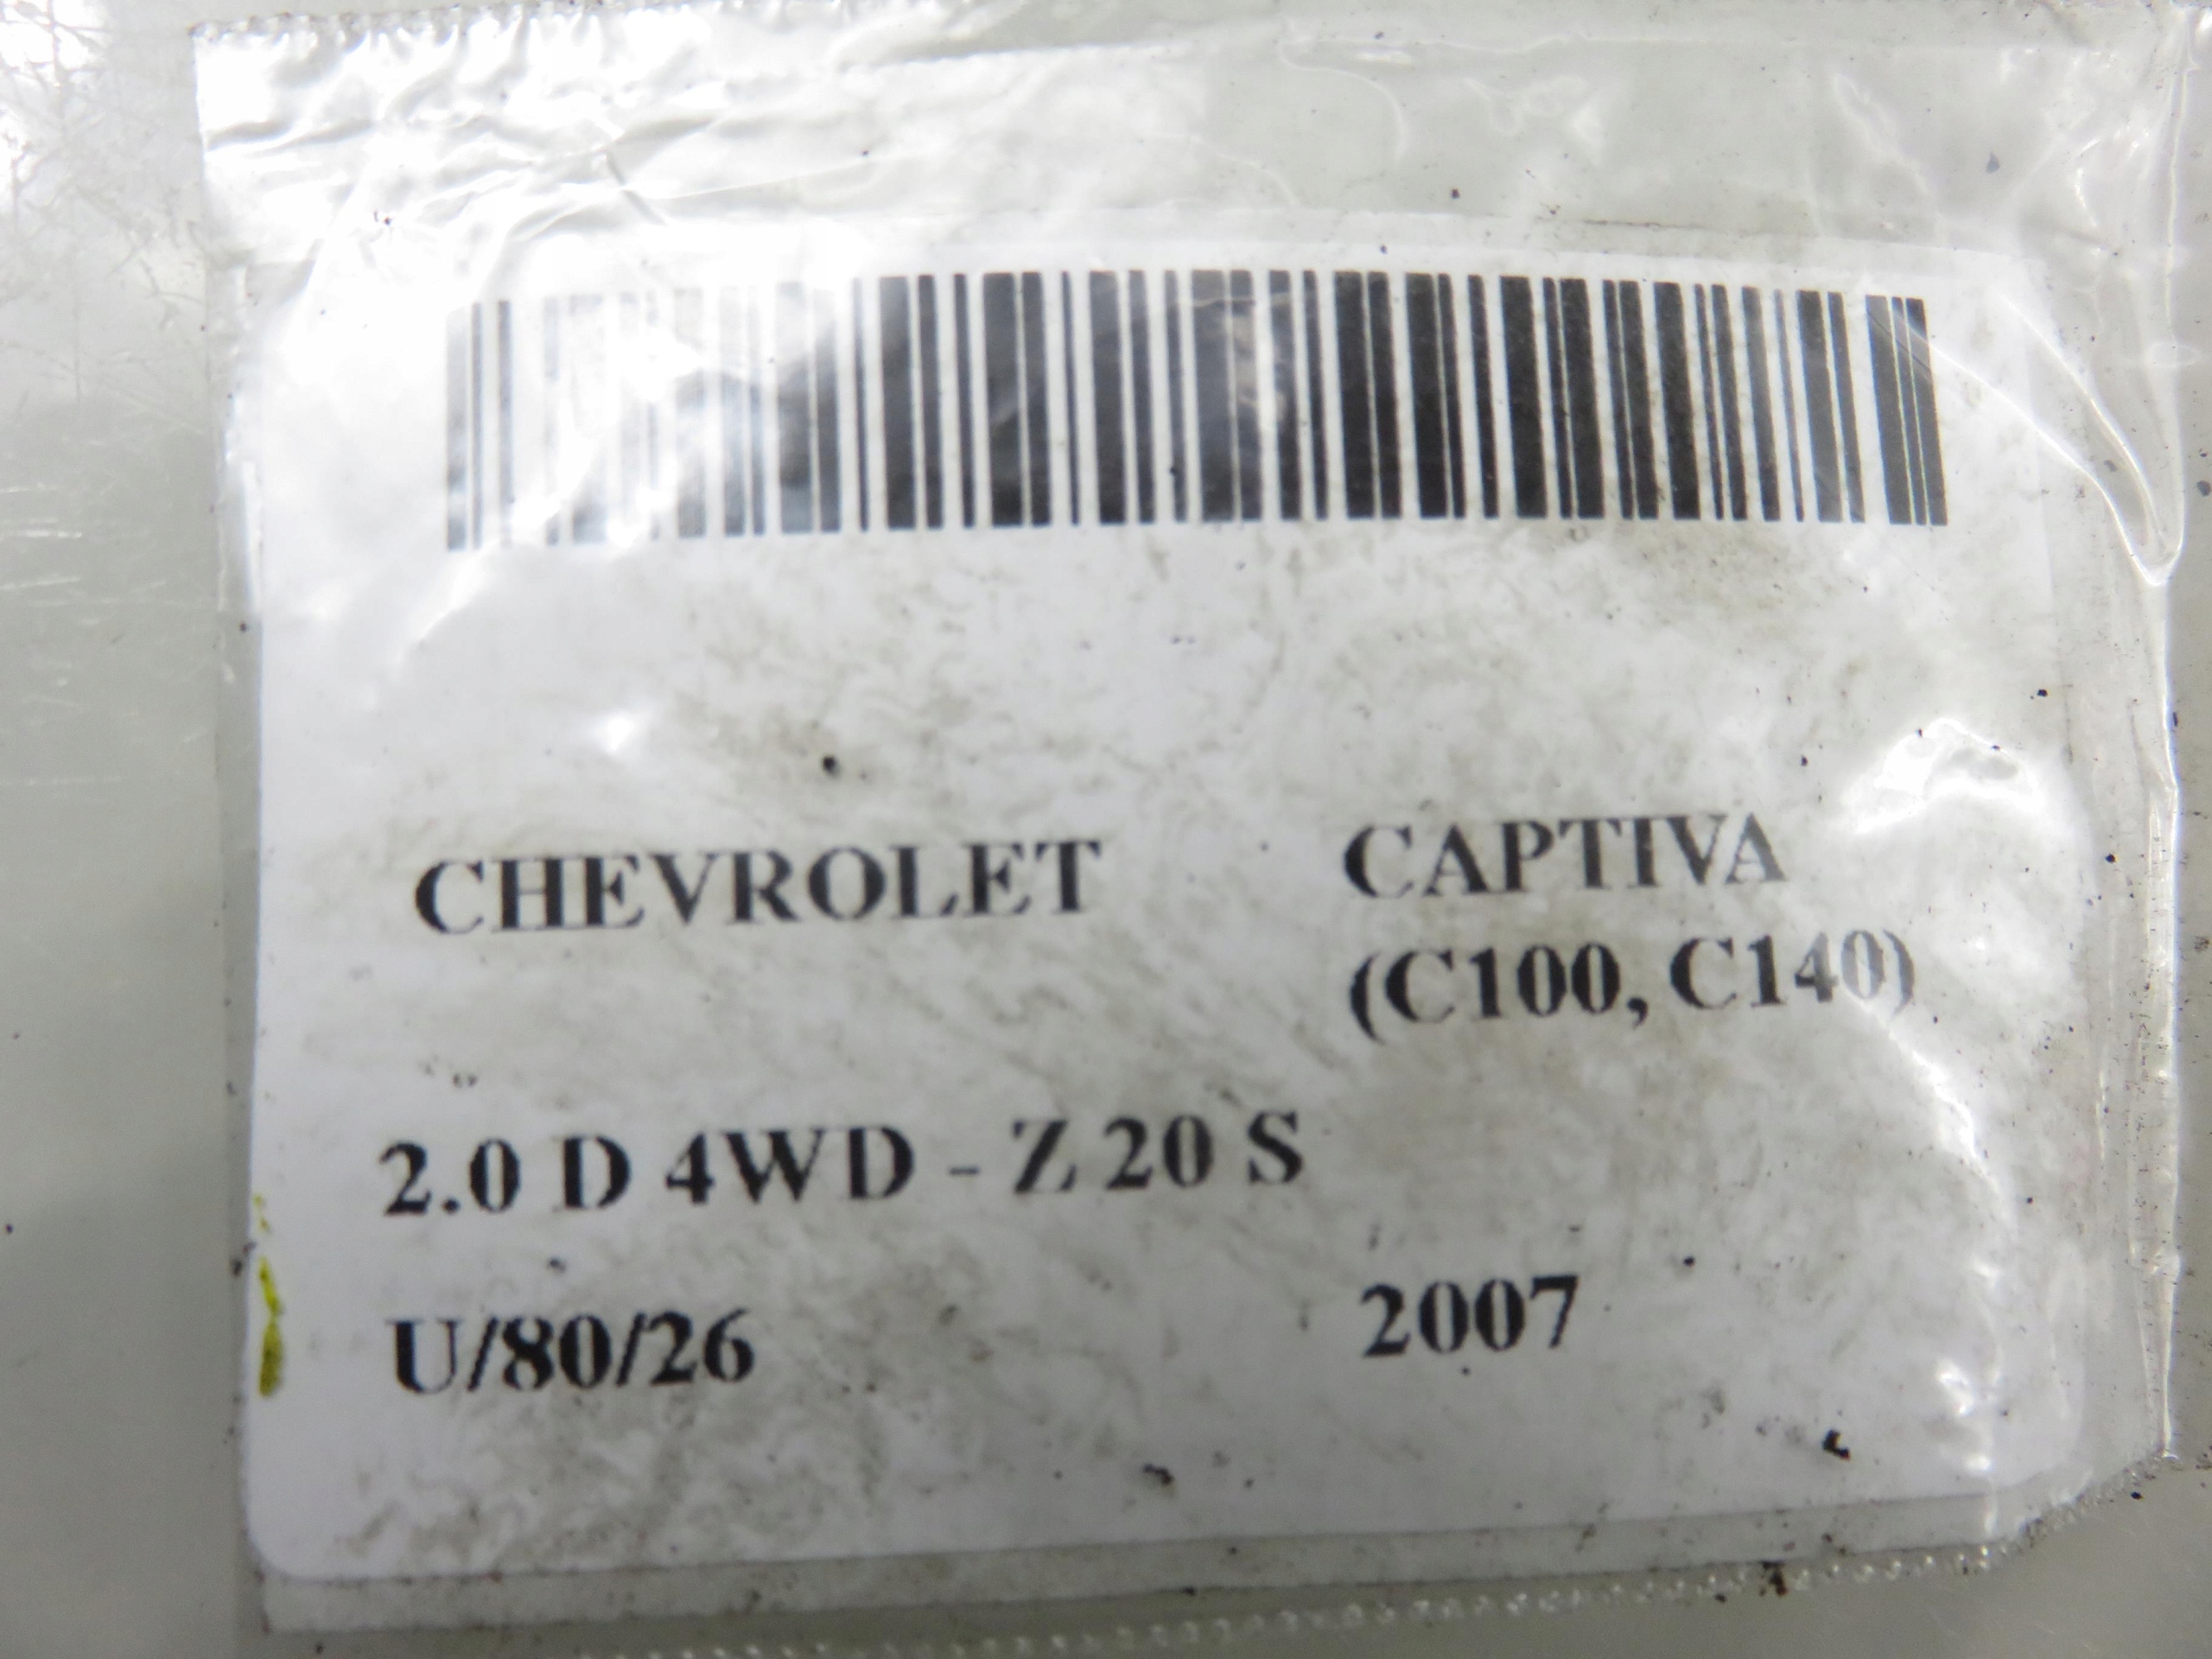 CHEVROLET CAPTIVA
(C100, C140)
2.0 D 4WD - Z 20 S
U/80/26 2007